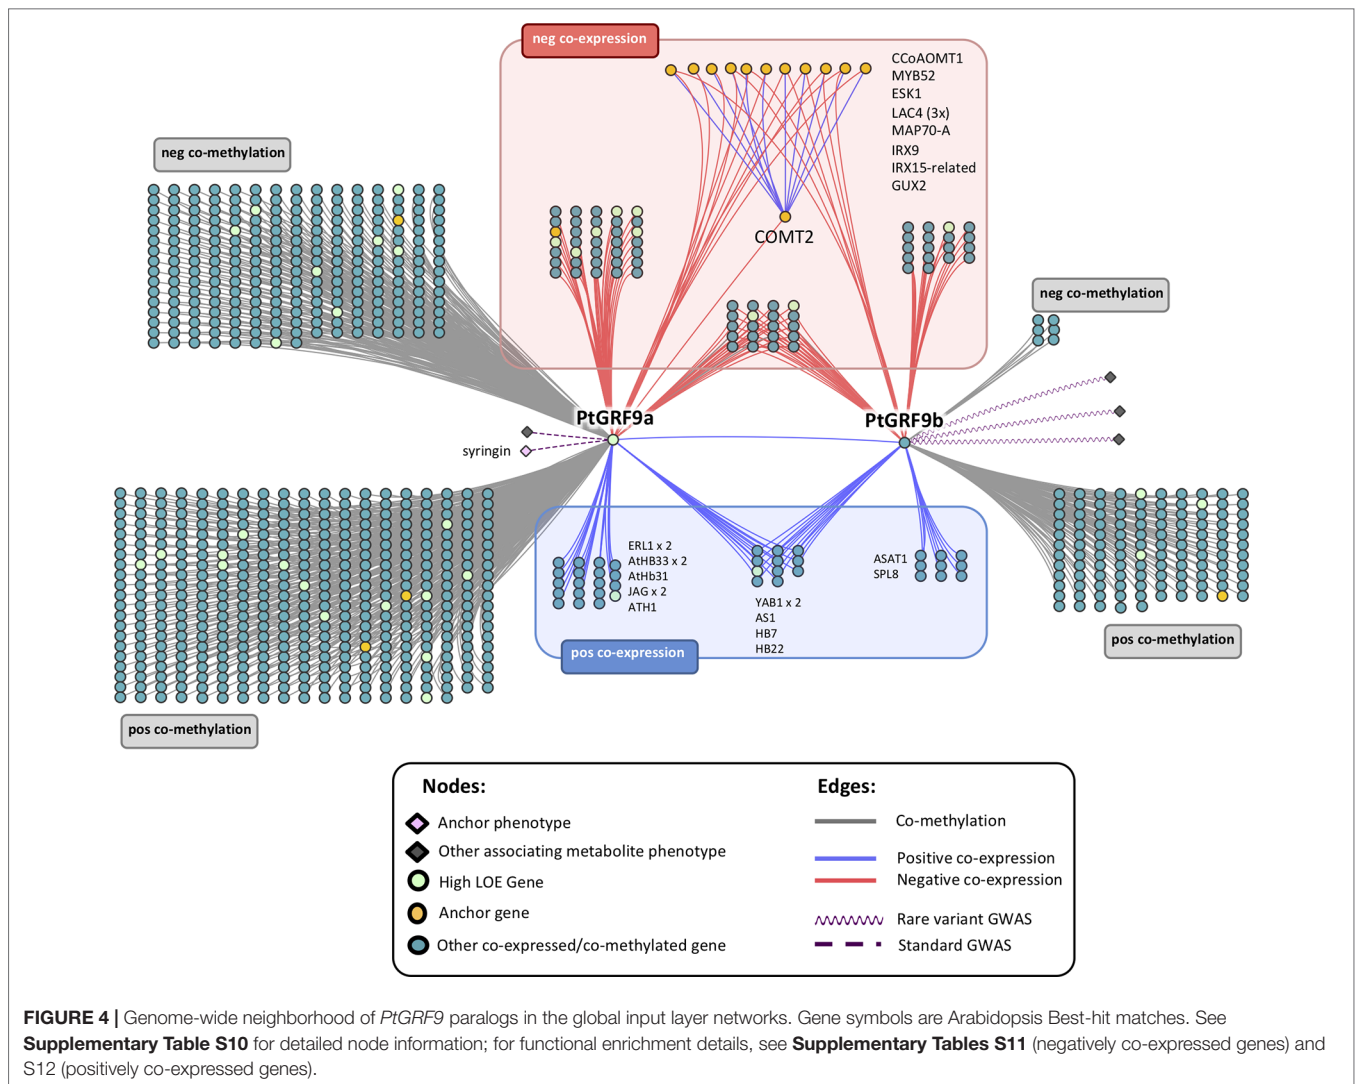 neg co-expression
CCoAOMT1
MYB52
ESK1
LAC4 (3x)
MAP70-A
IRX9
IRX15-related
GUX2
neg co-methylation
COMT2
neg co-methylation
PtGRF9a
PtGRF9b
syringin
ERL1 x 2
AtHB33 x 2
AtHb31
JAG x 2
ATH1
YAB1 x 2
AS1
HB7
HB22
ASAT1
SPL8
pos co-expression
pos co-methylation
pos co-methylation
Nodes:
Anchor phenotype
Other associating metabolite phenotype
High LOE Gene
Anchor gene
Other co-expressed/co-methylated gene
Edges:
Co-methylation
Positive co-expression
Negative co-expression
Rare variant GWAS
Standard GWAS
FIGURE 4 | Genome-wide neighborhood of PtGRF9 paralogs in the global input layer networks. Gene symbols are Arabidopsis Best-hit matches. See
Supplementary Table S10 for detailed node information; for functional enrichment details, see Supplementary Tables S11 (negatively co-expressed genes) and
S12 (positively co-expressed genes).